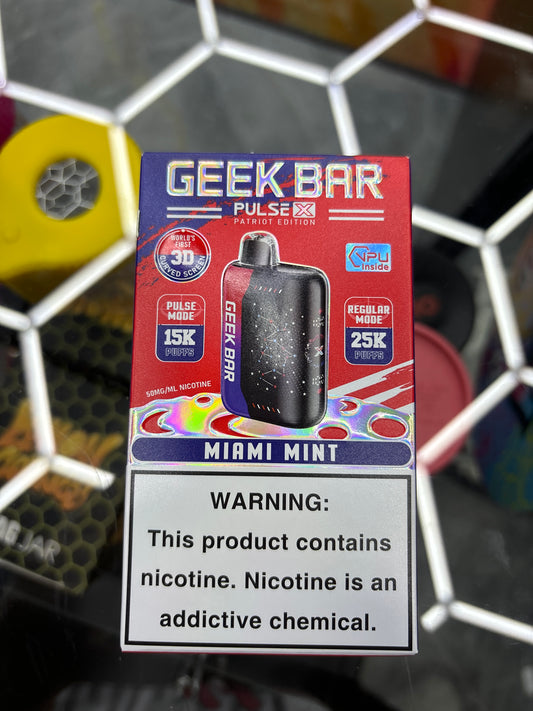 GEEK BAR
PULSE X
PATRIOT EDITION
WORLD'S
FIRST
3D
CURVED SCREEN
VPU
inside
PULSE
MODE
15K
PUFFS
REGULAR
MODE
25K
PUFFS
GEEK BAR
50MG/ML NICOTINE
MIAMI MINT
WARNING:
This product contains
nicotine. Nicotine is an
addictive chemical.
JAR